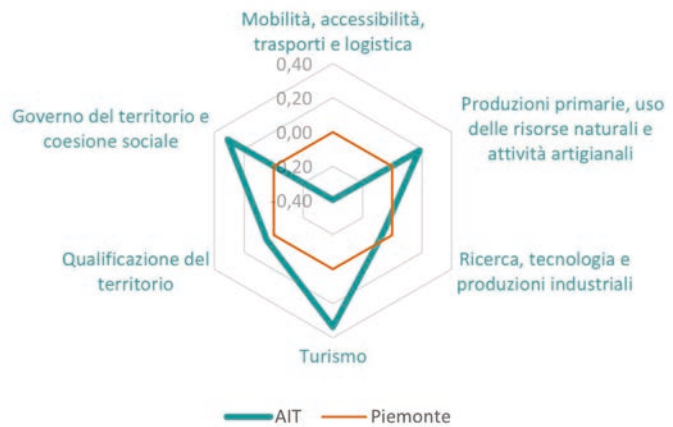 Mobilità, accessibilità,
trasporti e logistica
0,40
0,20
0,00
-0,20
-0,40
Governo del territorio e
coesione sociale
Produzioni primarie, uso
delle risorse naturali e
attività artigianali
Qualificazione del
territorio
Ricerca, tecnologia e
produzioni industriali
Turismo
AIT
Piemonte